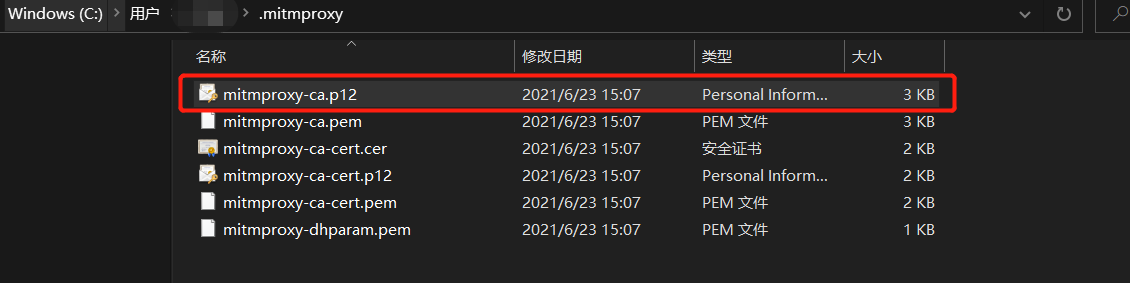 Windows (C:) 用户 .mitmproxy
名称 修改日期 类型 大小
mitmproxy-ca.p12 2021/6/23 15:07 Personal Inform... 3 KB
mitmproxy-ca.pem 2021/6/23 15:07 PEM 文件 3 KB
mitmproxy-ca-cert.cer 2021/6/23 15:07 安全证书 2 KB
mitmproxy-ca-cert.p12 2021/6/23 15:07 Personal Inform... 2 KB
mitmproxy-ca-cert.pem 2021/6/23 15:07 PEM 文件 2 KB
mitmproxy-dhparam.pem 2021/6/23 15:07 PEM 文件 1 KB